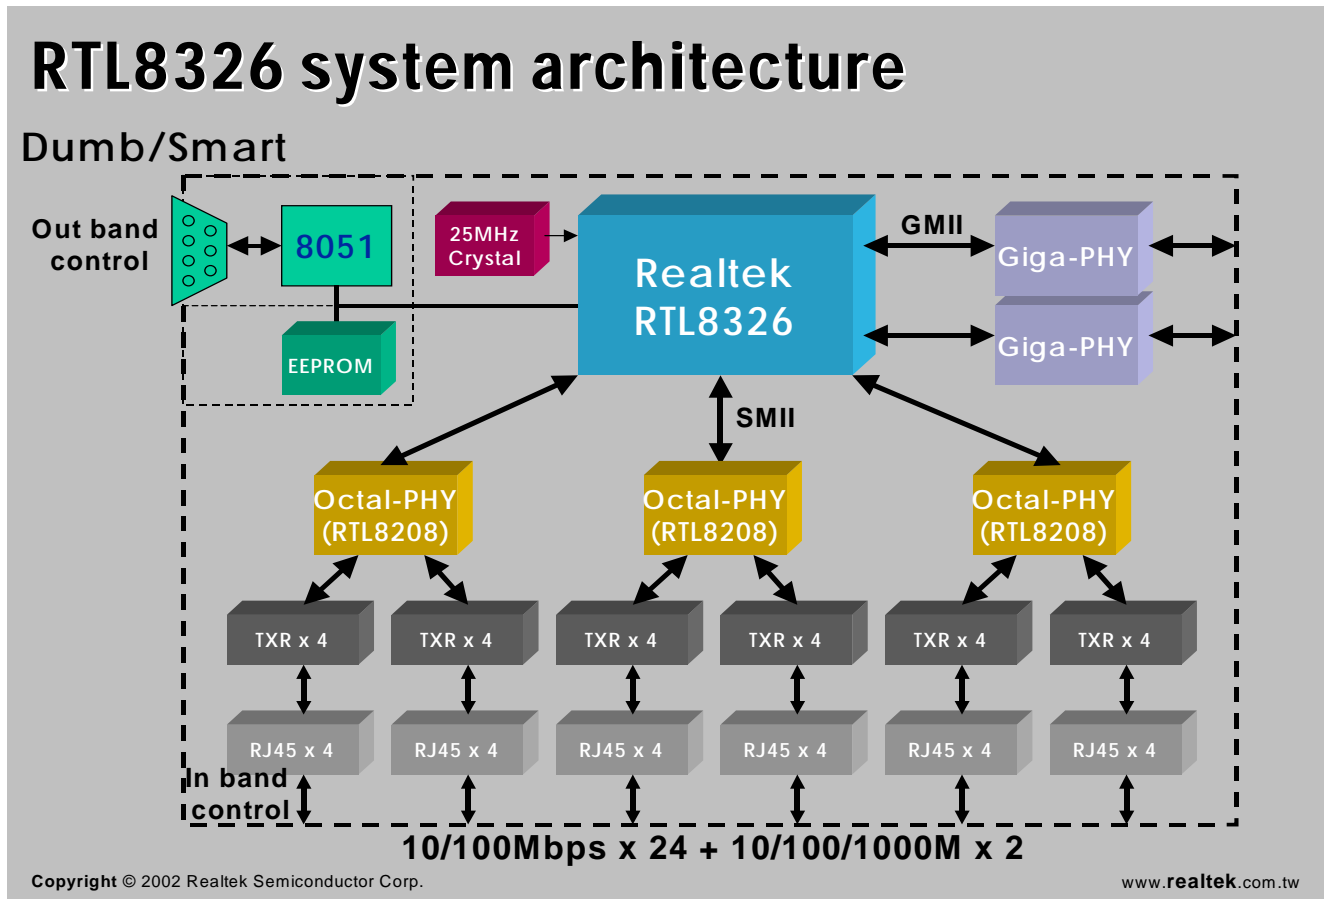 RTL8326 system architecture
Dumb/Smart
Out band
control
8051
25MHz
Crystal
EEPROM
Realtek
RTL8326
GMII
Giga-PHY
Giga-PHY
SMII
Octal-PHY
(RTL8208)
Octal-PHY
(RTL8208)
Octal-PHY
(RTL8208)
TXR x 4
TXR x 4
TXR x 4
TXR x 4
TXR x 4
TXR x 4
RJ45 x 4
RJ45 x 4
RJ45 x 4
RJ45 x 4
RJ45 x 4
RJ45 x 4
In band
control
10/100Mbps x 24 + 10/100/1000M x 2
Copyright © 2002 Realtek Semiconductor Corp.
www.realtek.com.tw